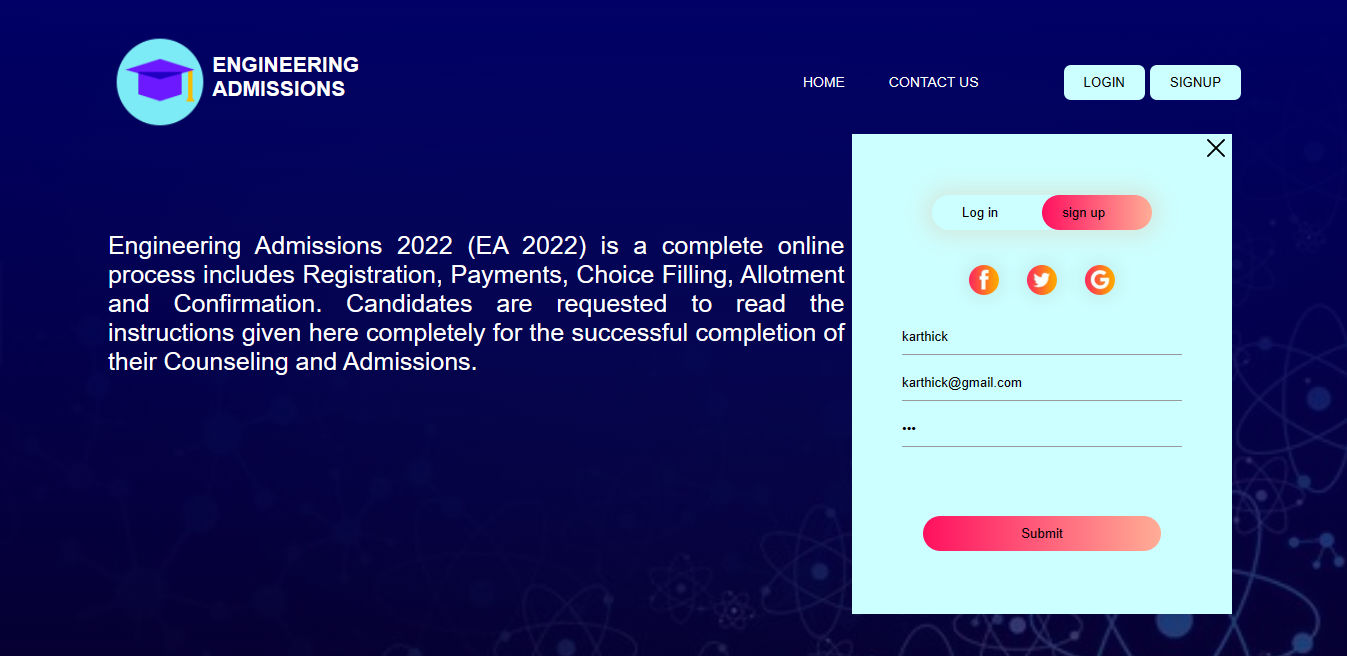 ENGINEERING
ADMISSIONS
HOME
CONTACT US
LOGIN
SIGNUP
Engineering Admissions 2022 (EA 2022) is a complete online
process includes Registration, Payments, Choice Filling, Allotment
and Confirmation. Candidates are requested to read the
instructions given here completely for the successful completion of
their Counseling and Admissions.
Log in
sign up
karthick
karthick@gmail.com
•••
Submit